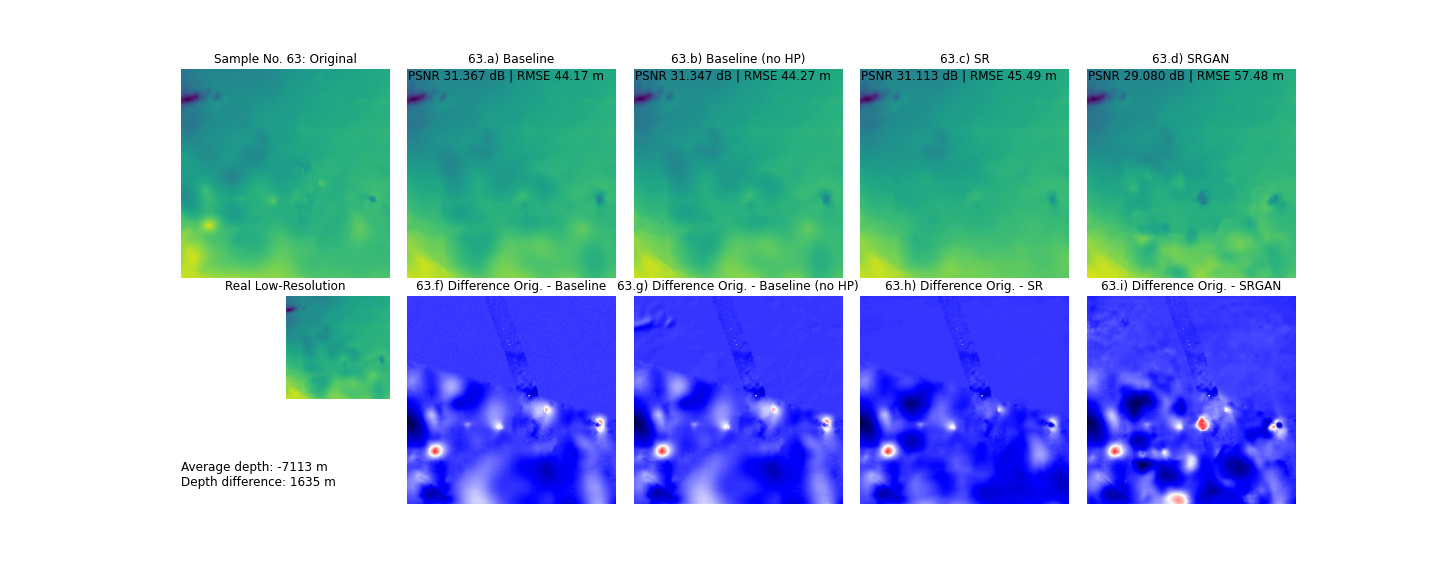 Sample No. 63: Original
63.a) Baseline
63.b) Baseline (no HP)
63.c) SR
63.d) SRGAN
PSNR 31.367 dB | RMSE 44.17 m
PSNR 31.347 dB | RMSE 44.27 m
PSNR 31.113 dB | RMSE 45.49 m
PSNR 29.080 dB | RMSE 57.48 m
Real Low-Resolution
63.f) Difference Orig. - Baseline
63.g) Difference Orig. - Baseline (no HP)
63.h) Difference Orig. - SR
63.i) Difference Orig. - SRGAN
Average depth: -7113 m
Depth difference: 1635 m